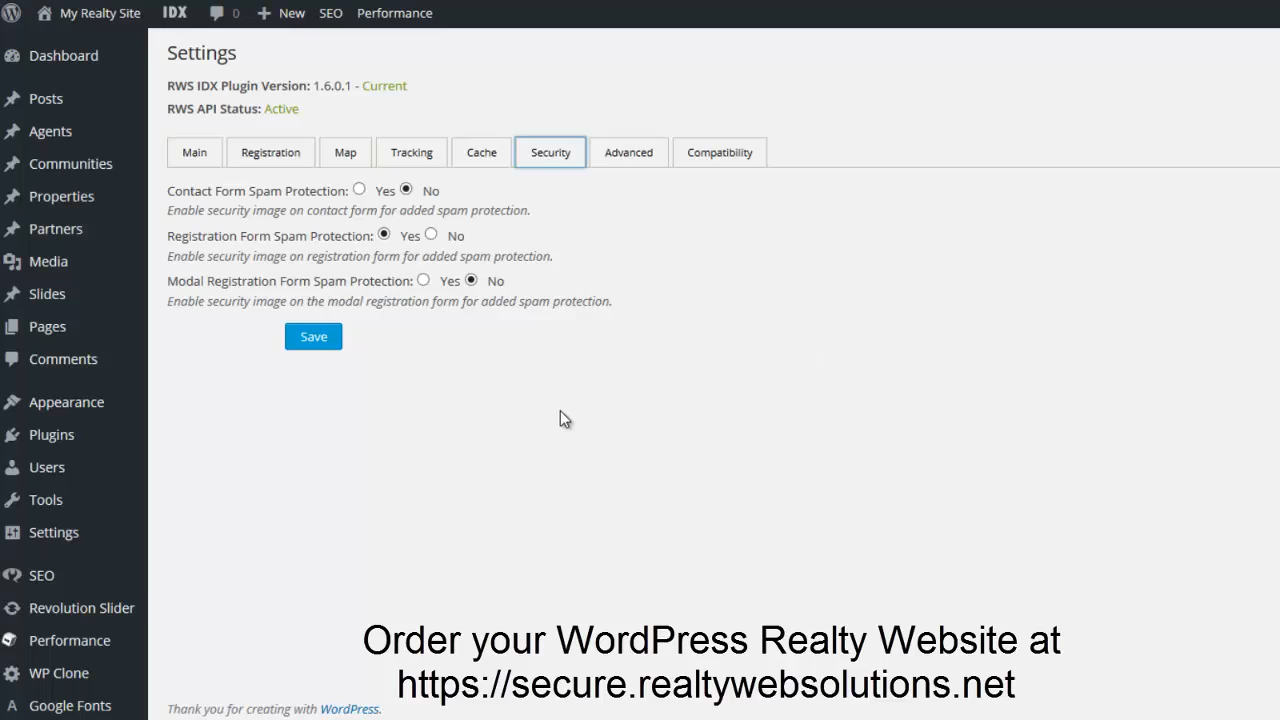 My Realty Site IDX 0 New SEO Performance
Dashboard
Posts
Agents
Communities
Properties
Partners
Media
Slides
Pages
Comments
Appearance
Plugins
Users
Tools
Settings
SEO
Revolution Slider
Performance
WP Clone
Google Fonts
Settings
RWS IDX Plugin Version: 1.6.0.1 - Current
RWS API Status: Active
Main Registration Map Tracking Cache Security Advanced Compatibility
Contact Form Spam Protection: Yes No
Enable security image on contact form for added spam protection.
Registration Form Spam Protection: Yes No
Enable security image on registration form for added spam protection.
Modal Registration Form Spam Protection: Yes No
Enable security image on the modal registration form for added spam protection.
Save
Order your WordPress Realty Website at
https://secure.realtywebsolutions.net
Thank you for creating with WordPress.